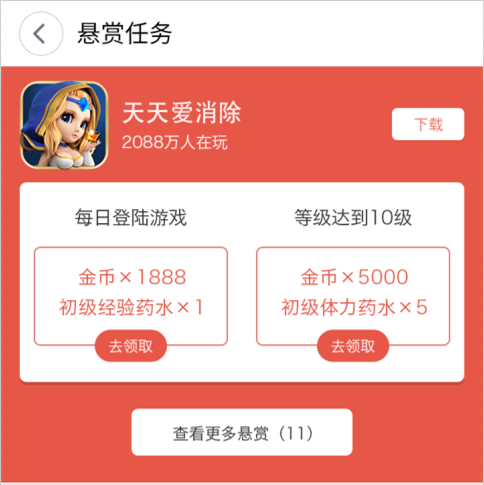 悬赏任务
天天爱消除
2088万人在玩
下载
每日登陆游戏
等级达到10级
金币×1888
初级经验药水×1
去领取
金币×5000
初级体力药水×5
去领取
查看更多悬赏（11）